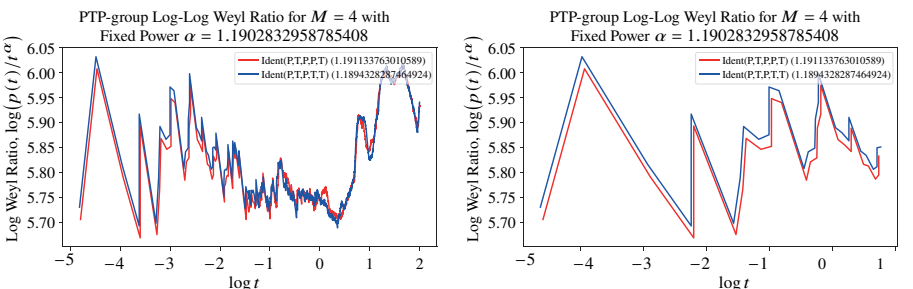 PTP-group Log-Log Weyl Ratio for M = 4 with
Fixed Power α = 1.1902832958785408
Log Weyl Ratio, log(p(t)/t^α)
6.05
6.00
5.95
5.90
5.85
5.80
5.75
5.70
Ident(P,T,P,P,T) (1.191133763010589)
Ident(P,P,T,P,T,T) (1.1894328287464924)
−5 −4 −3 −2 −1 0 1 2
log t
PTP-group Log-Log Weyl Ratio for M = 4 with
Fixed Power α = 1.1902832958785408
Log Weyl Ratio, log(p(t)/t^α)
6.05
6.00
5.95
5.90
5.85
5.80
5.75
5.70
Ident(P,T,P,P,T) (1.191133763010589)
Ident(P,P,T,P,T,T) (1.1894328287464924)
−5 −4 −3 −2 −1 0 1
log t